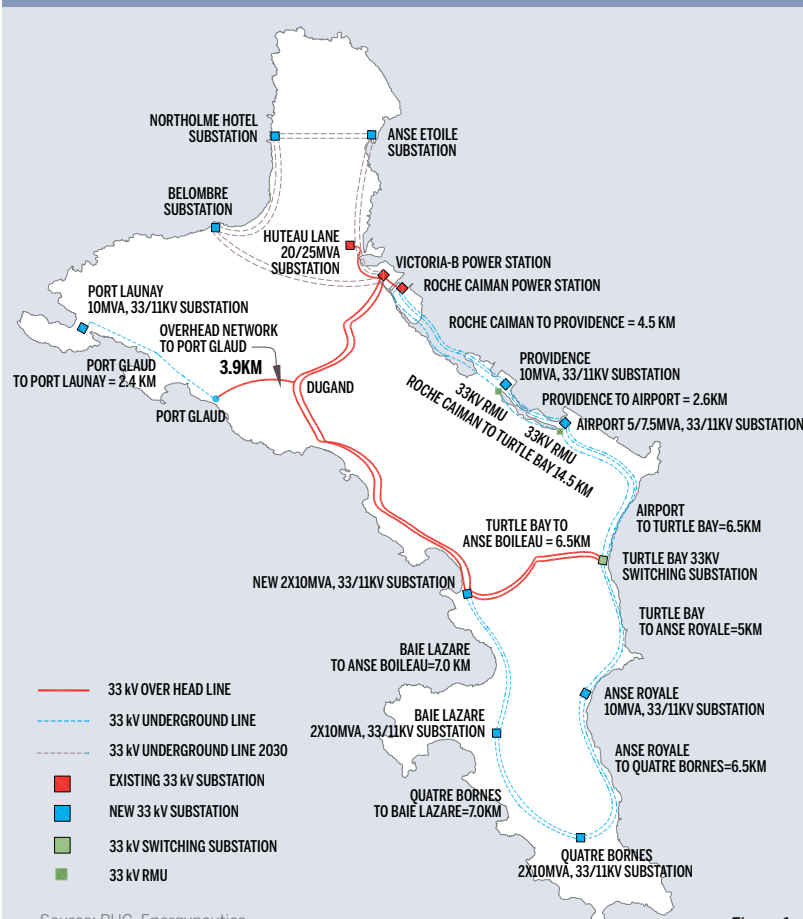 NORTHOLME HOTEL
SUBSTATION
ANSE ETOILE
SUBSTATION
BELOMBRE
SUBSTATION
HUTEAU LANE
20/25MVA
SUBSTATION
VICTORIA-B POWER STATION
ROCHE CAIMAN POWER STATION
PORT LAUNAY
10MVA, 33/11KV SUBSTATION
ROCHE CAIMAN TO PROVIDENCE = 4.5 KM
OVERHEAD NETWORK
TO PORT GLAUD
3.9KM
PORT GLAUD
TO PORT LAUNAY = 2.4 KM
PROVIDENCE
10MVA, 33/11KV SUBSTATION
DUGAND
PORT GLAUD
PROVIDENCE TO AIRPORT = 2.6KM
33KV RMU
33KV RMU
ROCHE CAIMAN TO TURTLE BAY 14.5 KM
AIRPORT 5/7.5MVA, 33/11KV SUBSTATION
AIRPORT
TO TURTLE BAY=6.5KM
TURTLE BAY TO
ANSE BOILEAU = 6.5KM
TURTLE BAY 33KV
SWITCHING SUBSTATION
NEW 2X10MVA, 33/11KV SUBSTATION
TURTLE BAY
TO ANSE ROYALE=5KM
BAIE LAZARE
TO ANSE BOILEAU=7.0 KM
ANSE ROYALE
10MVA, 33/11KV SUBSTATION
BAIE LAZARE
2X10MVA, 33/11KV SUBSTATION
ANSE ROYALE
TO QUATRE BORNES=6.5KM
QUATRE BORNES
TO BAIE LAZARE=7.0KM
QUATRE BORNES
2X10MVA, 33/11KV SUBSTATION
33 kV OVER HEAD LINE
33 kV UNDERGROUND LINE
33 kV UNDERGROUND LINE 2030
EXISTING 33 kV SUBSTATION
NEW 33 kV SUBSTATION
33 kV SWITCHING SUBSTATION
33 kV RMU